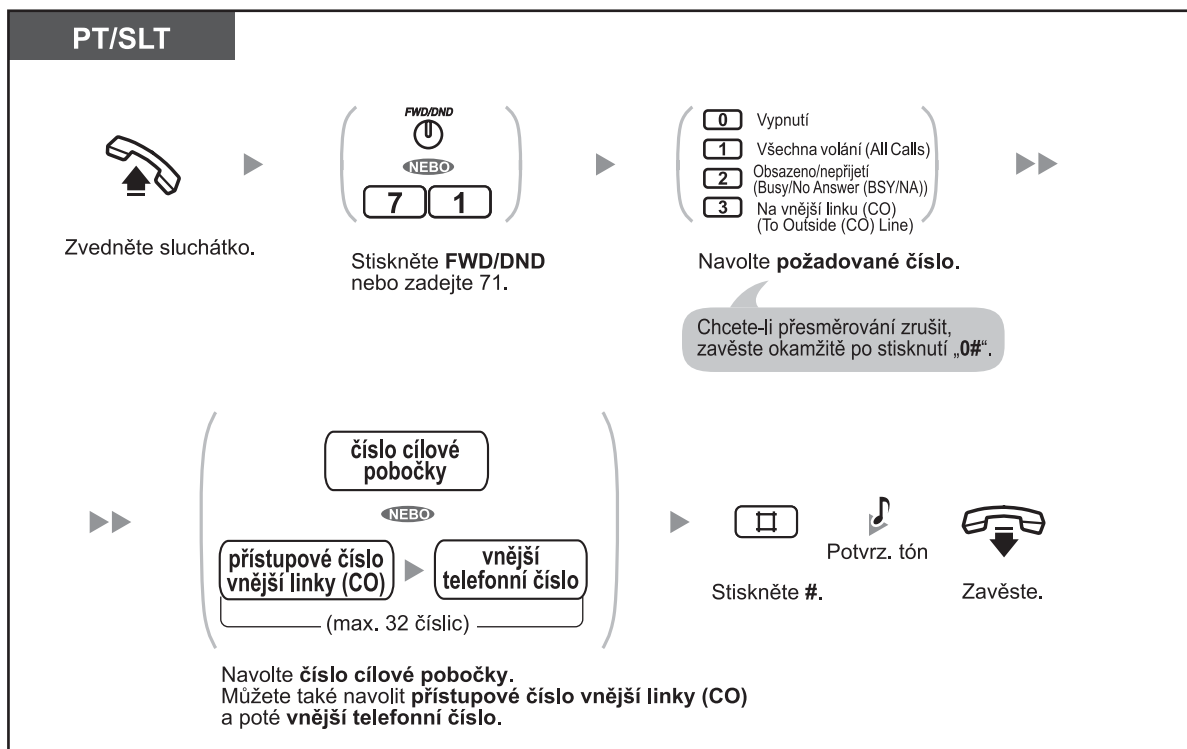 PT/SLT
FWD/DND
NEBO
7 1
Zvedněte sluchátko.
Stiskněte FWD/DND
nebo zadejte 71.
0 Vypnutí
1 Všechna volání (All Calls)
2 Obsazeno/nepřijetí
(Busy/No Answer (BSY/NA))
3 Na vnější linku (CO)
(To Outside (CO) Line)
Navolte požadované číslo.
Chcete-li přesměrování zrušit,
zavěste okamžitě po stisknutí „0#“.
číslo cílové
pobočky
NEBO
přístupové číslo
vnější linky (CO)
vnější
telefonní číslo
(max. 32 číslic)
Navolte číslo cílové pobočky.
Můžete také navolit přístupové číslo vnější linky (CO)
a poté vnější telefonní číslo.
#
Stiskněte #.
Potvrz. tón
Zavěste.